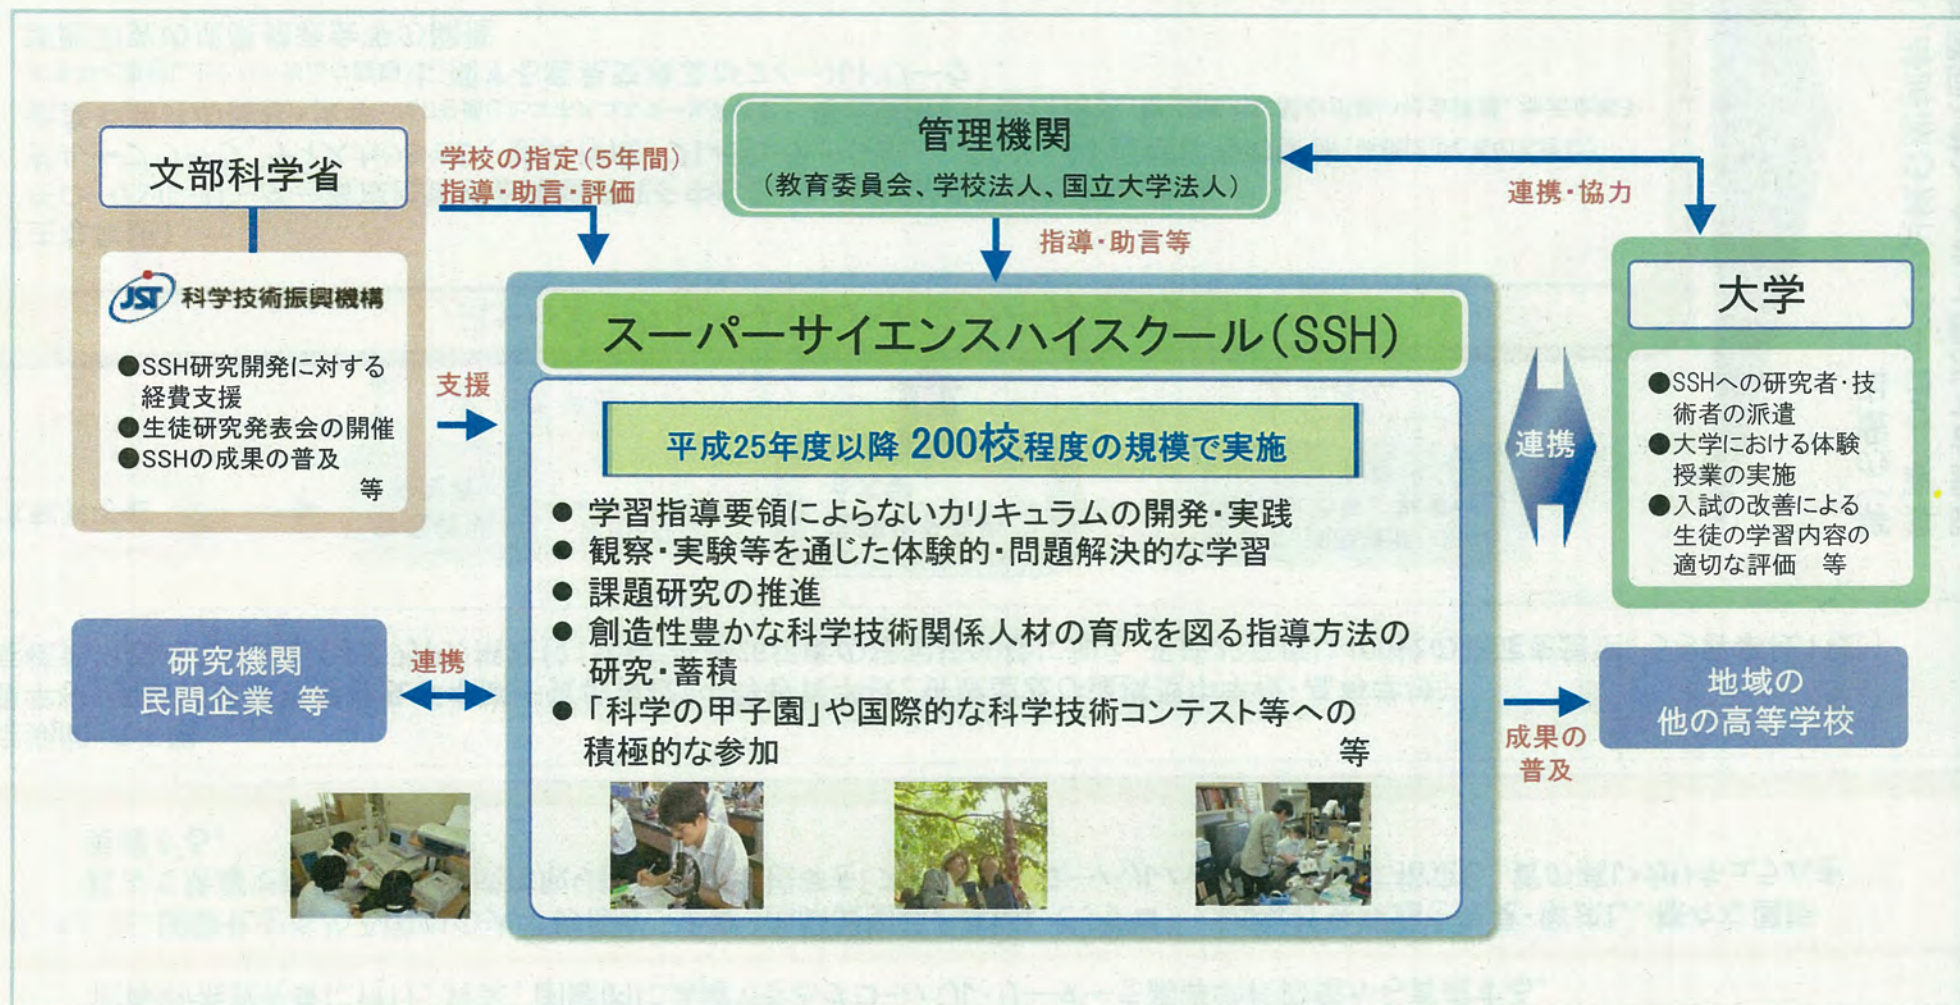 文部科学省
学校の指定(5年間)
指導・助言・評価
管理機関
(教育委員会、学校法人、国立大学法人)
連携・協力
指導・助言等
JST 科学技術振興機構
●SSH研究開発に対する
経費支援
●生徒研究発表会の開催
●SSHの成果の普及
等
支援
スーパーサイエンスハイスクール(SSH)
平成25年度以降 200校程度の規模で実施
● 学習指導要領によらないカリキュラムの開発・実践
● 観察・実験等を通じた体験的・問題解決的な学習
● 課題研究の推進
● 創造性豊かな科学技術関係人材の育成を図る指導方法の
研究・蓄積
● 「科学の甲子園」や国際的な科学技術コンテスト等への
積極的な参加 等
連携
大学
●SSHへの研究者・技
術者の派遣
●大学における体験
授業の実施
●入試の改善による
生徒の学習内容の
適切な評価 等
研究機関
民間企業 等
連携
成果の
普及
地域の
他の高等学校